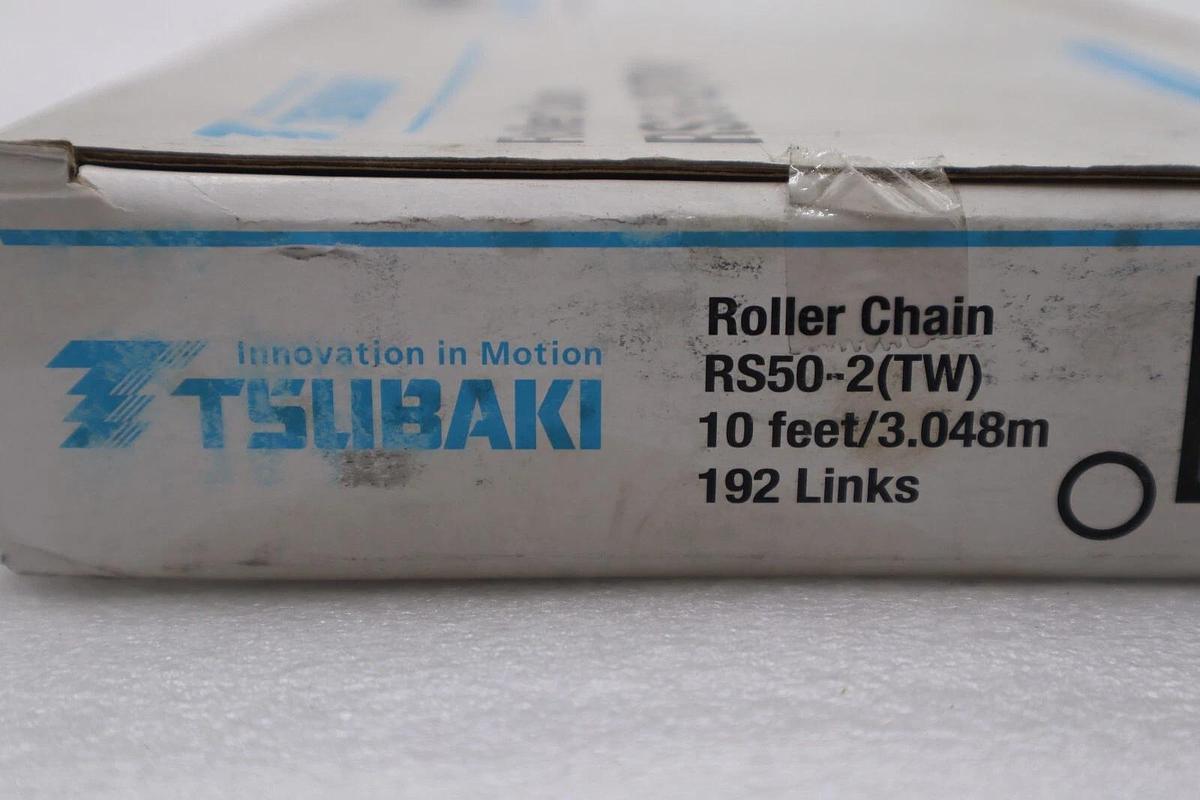 Innovation in Motion
TSUBAKI
Roller Chain
RS50-2(TW)
10 feet/3.048m
192 Links